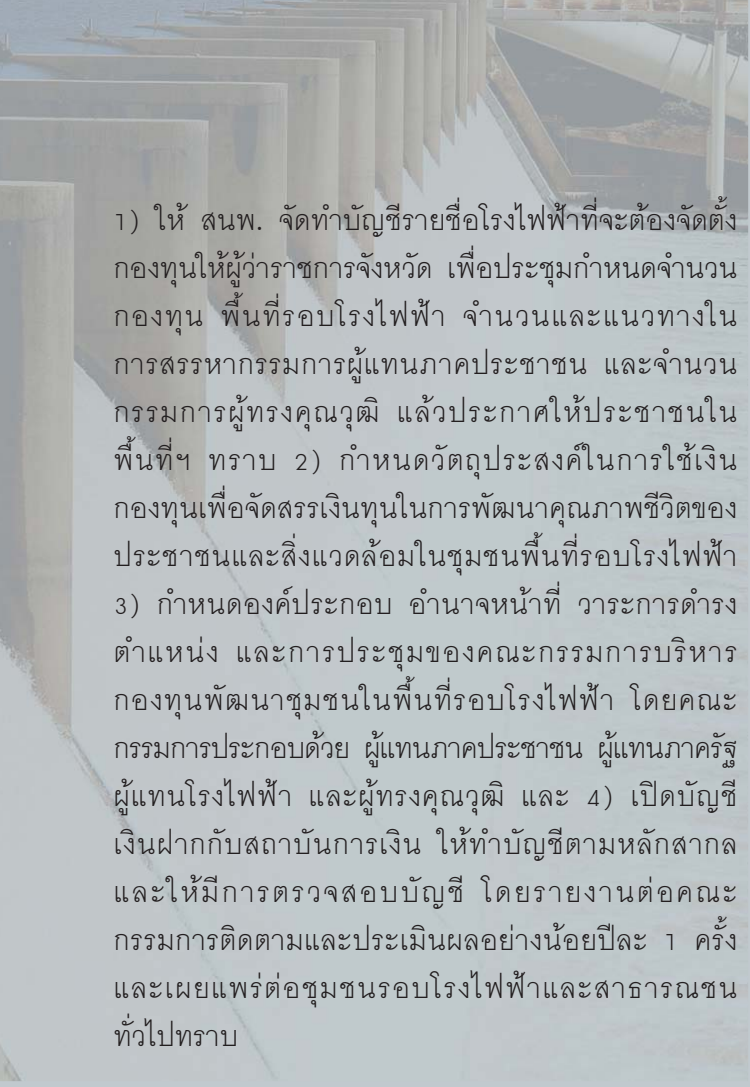 1) ให้ สนพ. จัดทำบัญชีรายชื่อโรงไฟฟ้าที่จะต้องจัดตั้ง
กองทุนให้ผู้ว่าราชการจังหวัด เพื่อประชุมกำหนดจำนวน
กองทุน พื้นที่รอบโรงไฟฟ้า จำนวนและแนวทางใน
การสรรหากรรมการผู้แทนภาคประชาชน และจำนวน
กรรมการผู้ทรงคุณวุฒิ แล้วประกาศให้ประชาชนใน
พื้นที่ฯ ทราบ 2) กำหนดวัตถุประสงค์ในการใช้เงิน
กองทุนเพื่อจัดสรรเงินทุนในการพัฒนาคุณภาพชีวิตของ
ประชาชนและสิ่งแวดล้อมในชุมชนพื้นที่รอบโรงไฟฟ้า
3) กำหนดองค์ประกอบ อำนาจหน้าที่ วาระการดำรง
ตำแหน่ง และการประชุมของคณะกรรมการบริหาร
กองทุนพัฒนาชุมชนในพื้นที่รอบโรงไฟฟ้า โดยคณะ
กรรมการประกอบด้วย ผู้แทนภาคประชาชน ผู้แทนภาครัฐ
ผู้แทนโรงไฟฟ้า และผู้ทรงคุณวุฒิ และ 4) เปิดบัญชี
เงินฝากกับสถาบันการเงิน ให้ทำบัญชีตามหลักสากล
และให้มีการตรวจสอบบัญชี โดยรายงานต่อคณะ
กรรมการติดตามและประเมินผลอย่างน้อยปีละ 1 ครั้ง
และเผยแพร่ต่อชุมชนรอบโรงไฟฟ้าและสาธารณชน
ทั่วไปทราบ